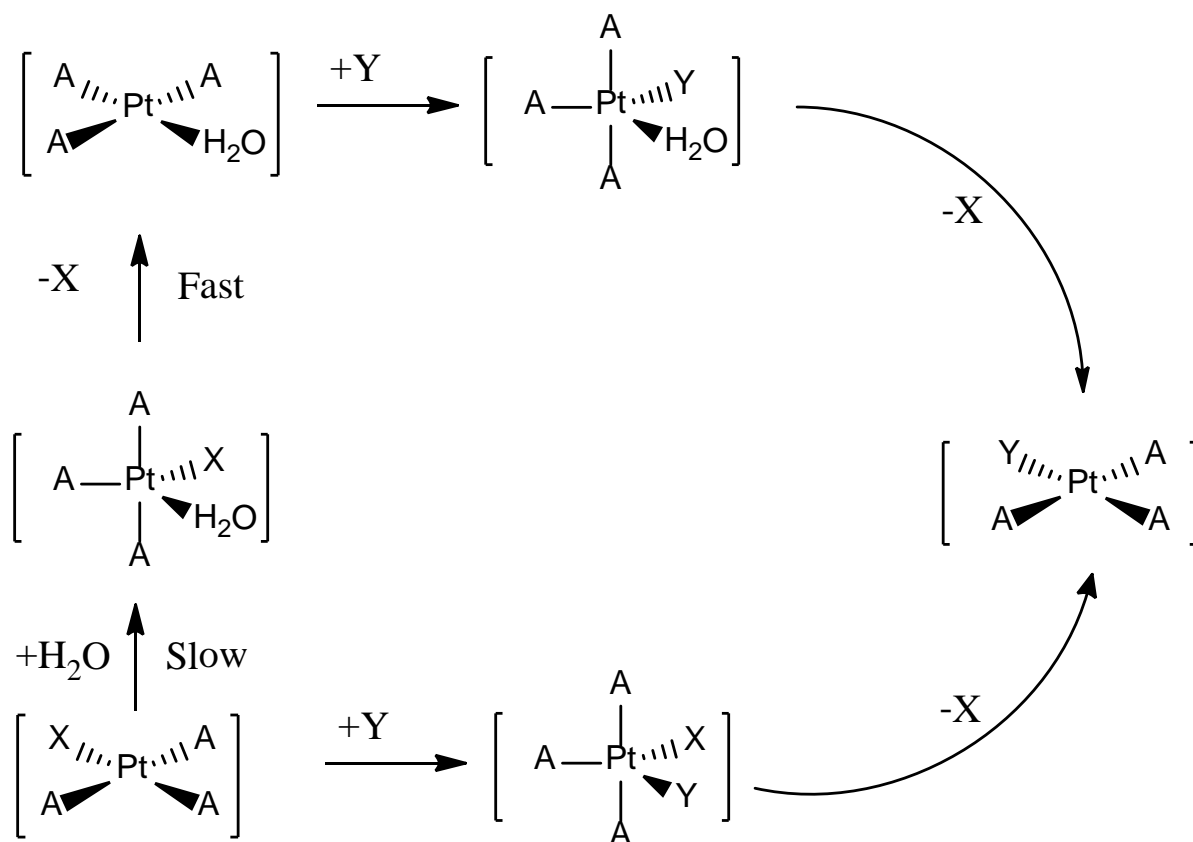 A A
Pt
A H₂O
+Y
A
A Pt Y
H₂O
A
-X
-X Fast
A
A Pt X
H₂O
A
Y A
Pt
A A
+H₂O Slow
X A
Pt
A A
+Y
A
A Pt X
Y
A
-X